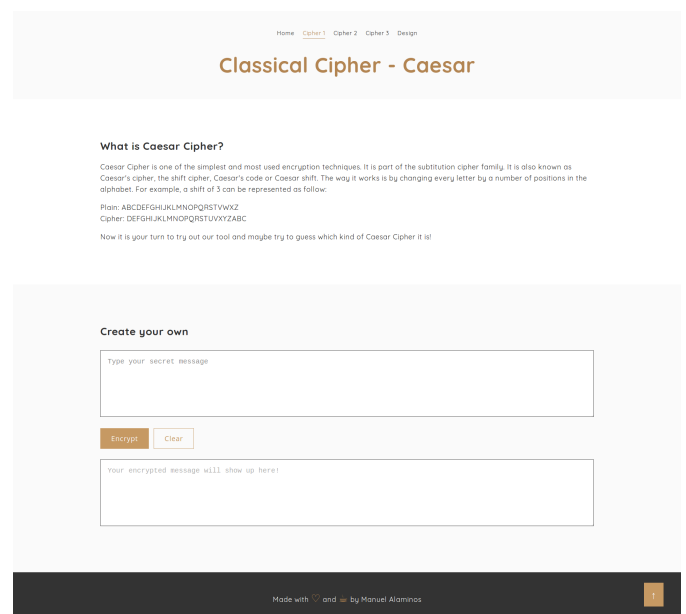 Home Cipher 1 Cipher 2 Cipher 3 Design
Classical Cipher - Caesar
What is Caesar Cipher?
Caesar Cipher is one of the simplest and most used encryption techniques. It is part of the subtitution cipher family. It is also known as
Caesar's cipher, the shift cipher, Caesar's code or Caesar shift. The way it works is by changing every letter by a number of positions in the
alphabet. For example, a shift of 3 can be represented as follow:
Plain: ABCDEFGHIJKLMNOPQRSTVWXZ
Cipher: DEFGHIJKLMNOPQRSTUVXYZABC
Now it is your turn to try out our tool and maybe try to guess which kind of Caesar Cipher it is!
Create your own
Type your secret message
Encrypt Clear
Your encrypted message will show up here!
Made with ♡ and ☕ by Manuel Alaminos ↑